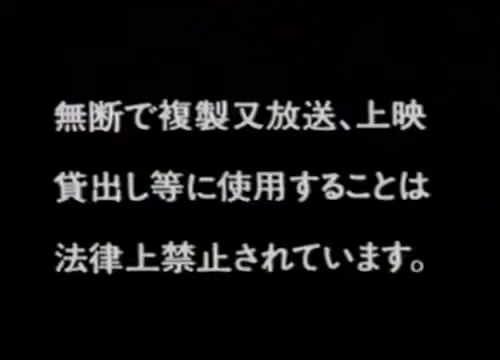 無断で複製又放送、上映
貸出し等に使用することは
法律上禁止されています。